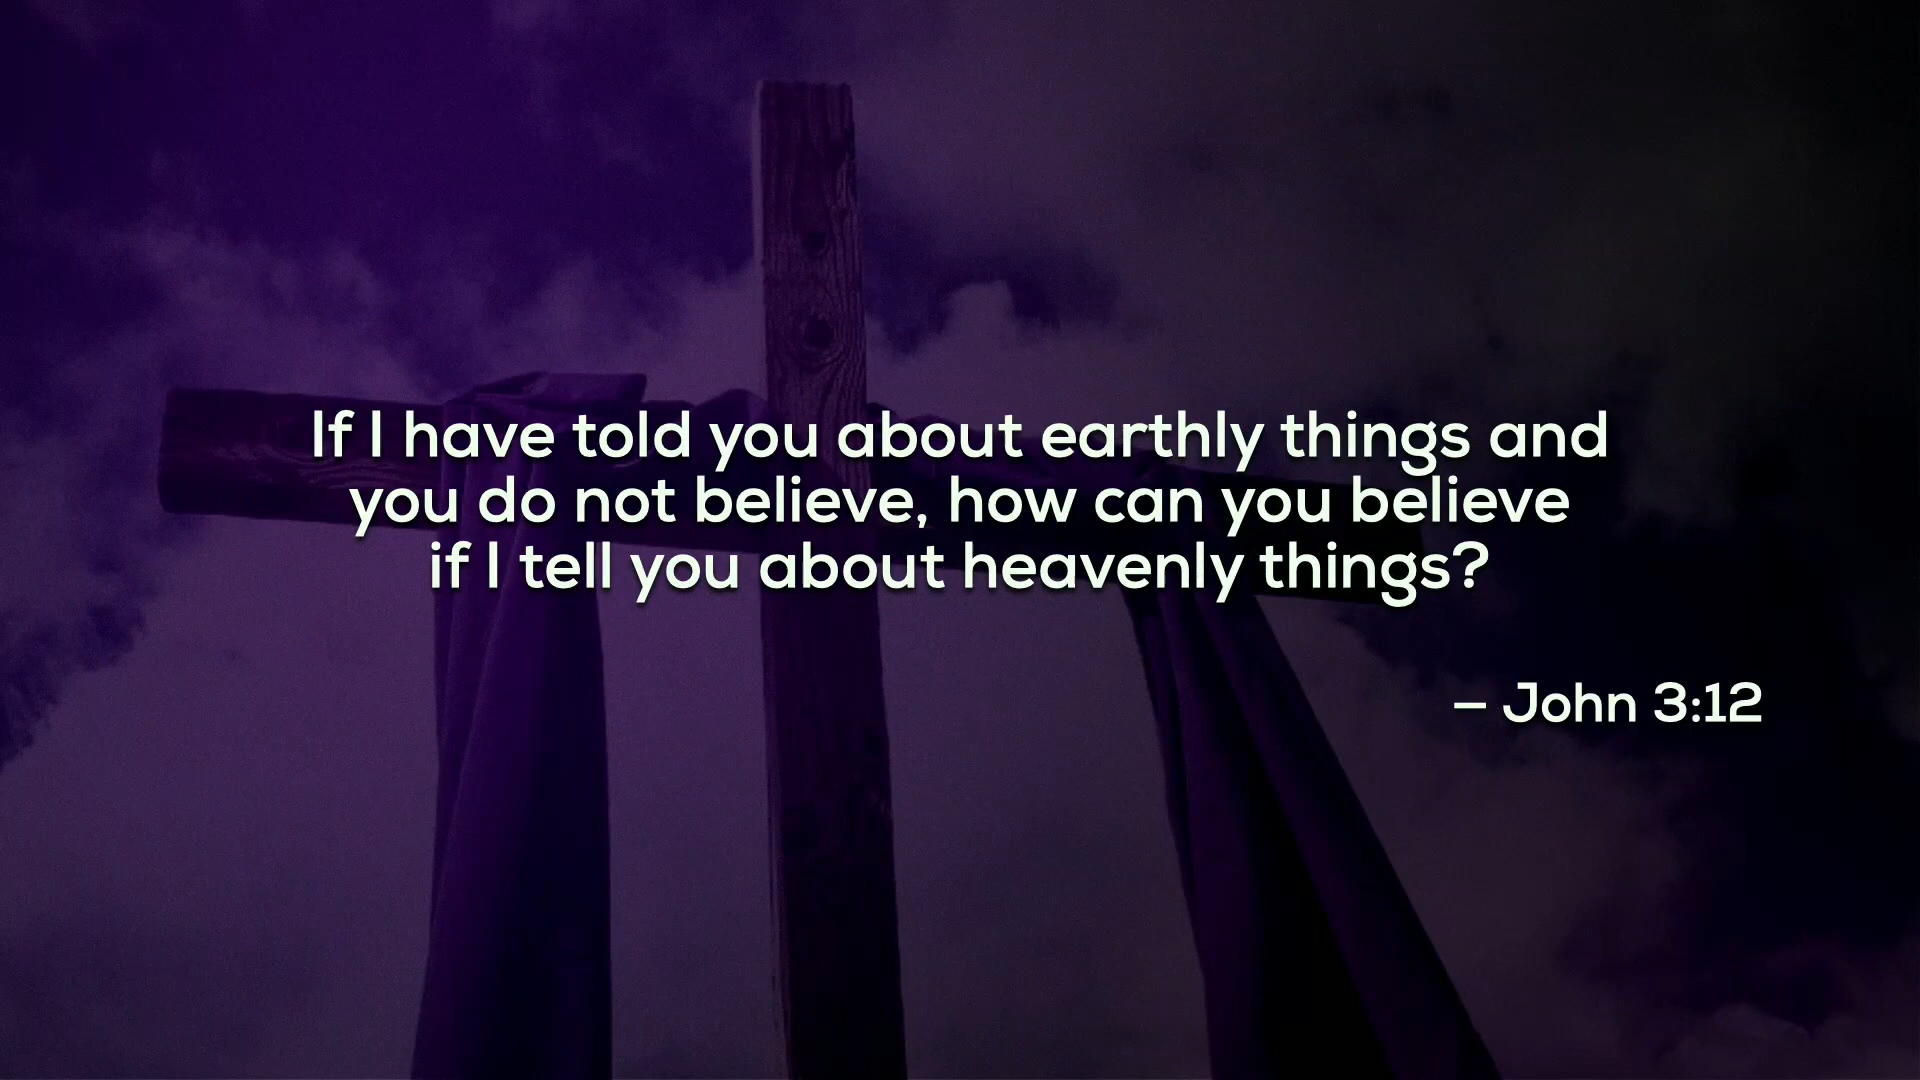 If I have told you about earthly things and
you do not believe, how can you believe
if I tell you about heavenly things?
– John 3:12